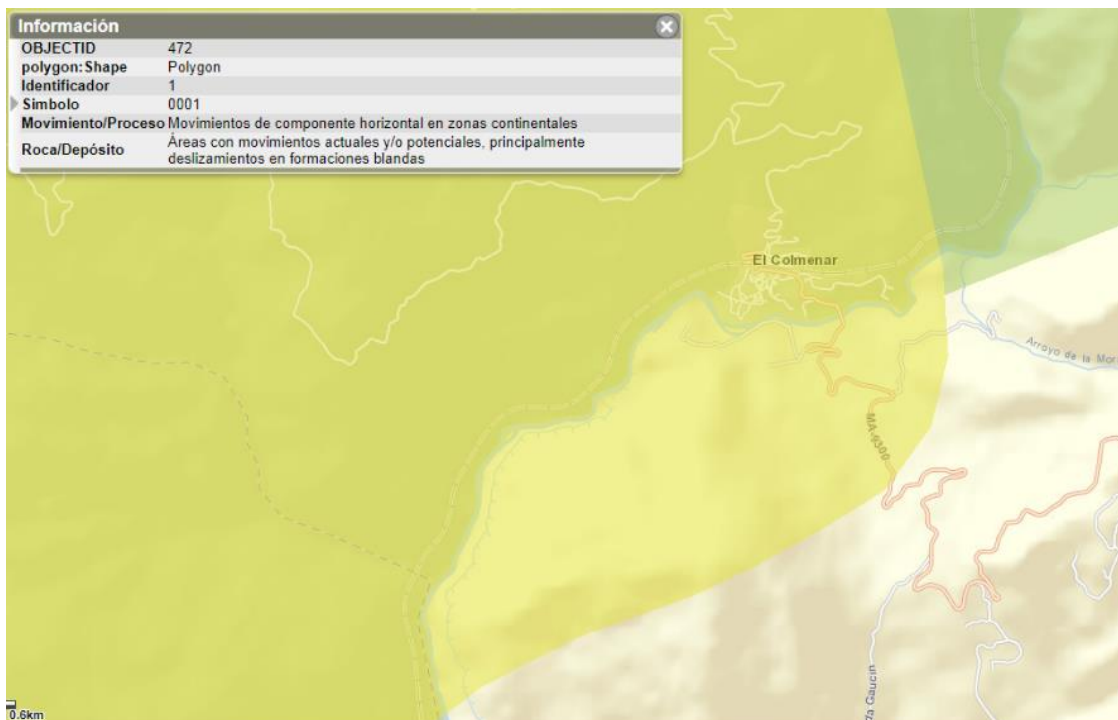 Información
OBJECTID 472
polygon:Shape Polygon
Identificador 1
Simbolo 0001
Movimiento/Proceso Movimientos de componente horizontal en zonas continentales
Roca/Depósito Áreas con movimientos actuales y/o potenciales, principalmente
deslizamientos en formaciones blandas
El Colmenar
Arroyo de la Mor
MA-9300
da Gaucín
0.6km